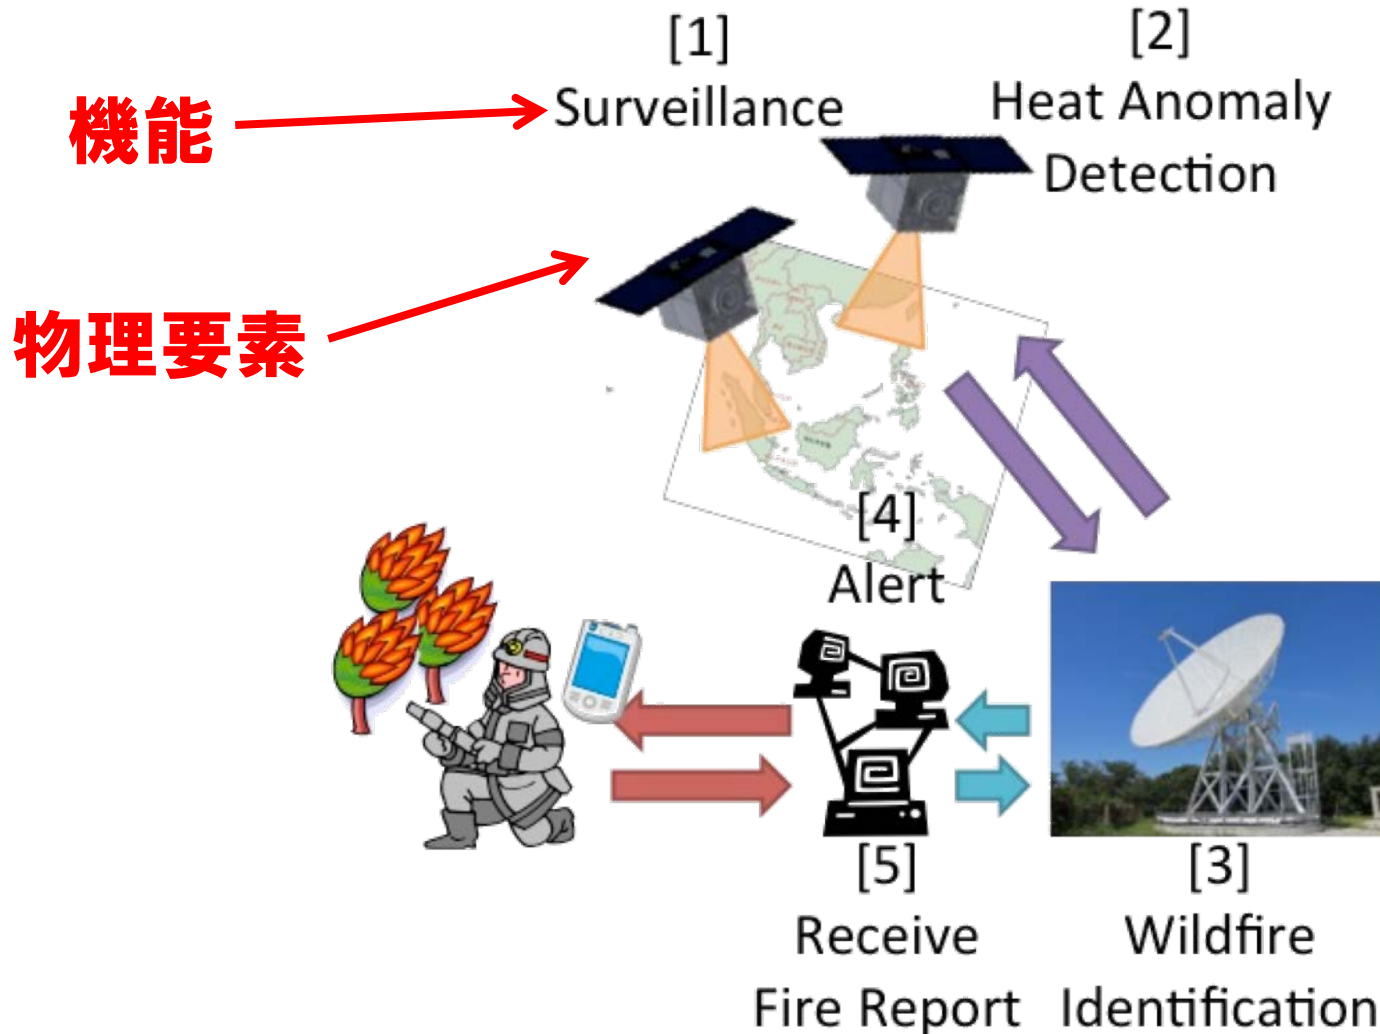 [1]
Surveillance
[2]
Heat Anomaly
Detection
機能
物理要素
[4]
Alert
[5]
Receive
Fire Report
[3]
Wildfire
Identification